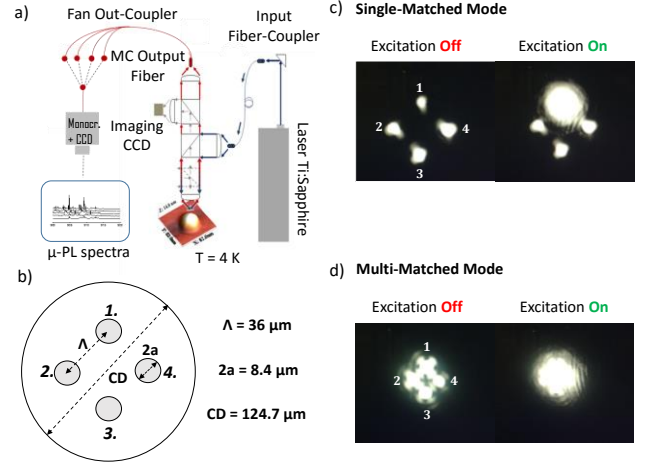 a)
Fan Out-Coupler
Input
Fiber-Coupler
MC Output
Fiber
Monocr.
+ CCD
Imaging
CCD
Laser Ti:Sapphire
μ-PL spectra
T = 4 K
b)
1.
Λ
2.
2a
4.
CD
3.
Λ = 36 μm
2a = 8.4 μm
CD = 124.7 μm
c) Single-Matched Mode
Excitation Off
Excitation On
1
2
4
3
d) Multi-Matched Mode
Excitation Off
Excitation On
1
2
4
3